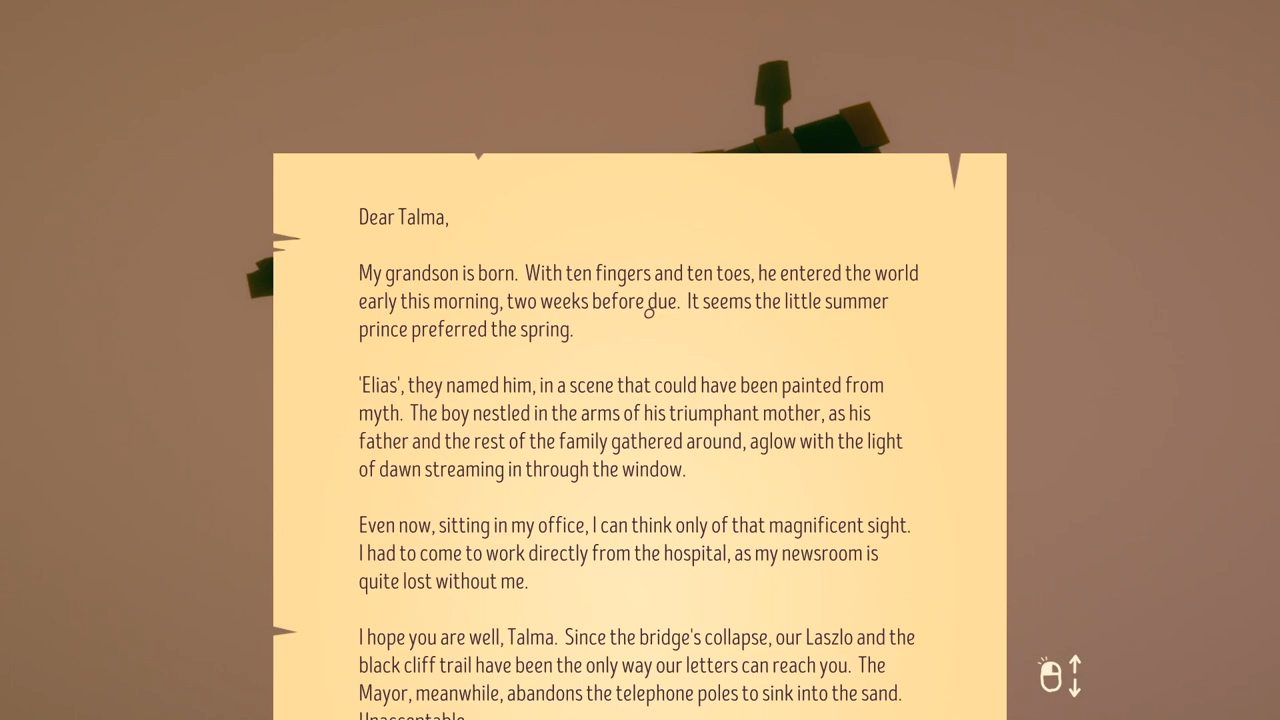 Dear Talma,
My grandson is born.  With ten fingers and ten toes, he entered the world
early this morning, two weeks before due.  It seems the little summer
prince preferred the spring.
'Elias', they named him, in a scene that could have been painted from
myth.  The boy nestled in the arms of his triumphant mother, as his
father and the rest of the family gathered around, aglow with the light
of dawn streaming in through the window.
Even now, sitting in my office, I can think only of that magnificent sight.
I had to come to work directly from the hospital, as my newsroom is
quite lost without me.
I hope you are well, Talma.  Since the bridge's collapse, our Laszlo and the
black cliff trail have been the only way our letters can reach you.  The
Mayor, meanwhile, abandons the telephone poles to sink into the sand.
Unacceptable.